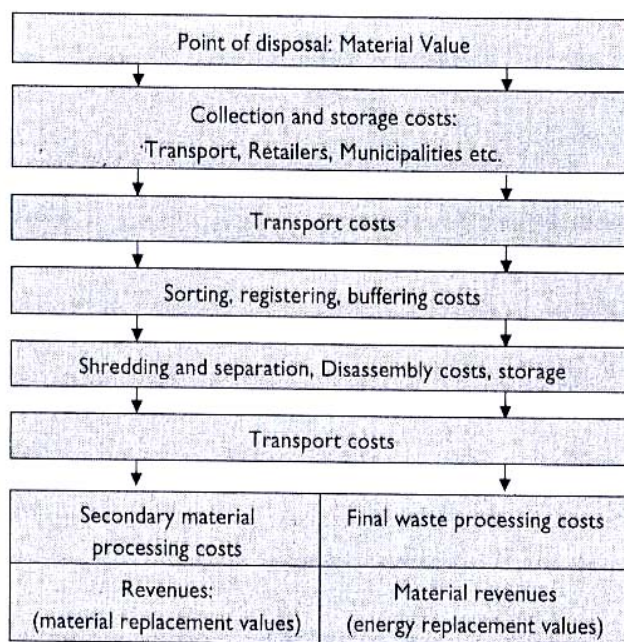 Point of disposal: Material Value
Collection and storage costs:
Transport, Retailers, Municipalities etc.
Transport costs
Sorting, registering, buffering costs
Shredding and separation, Disassembly costs, storage
Transport costs
Secondary material
processing costs
Final waste processing costs
Revenues:
(material replacement values)
Material revenues
(energy replacement values)